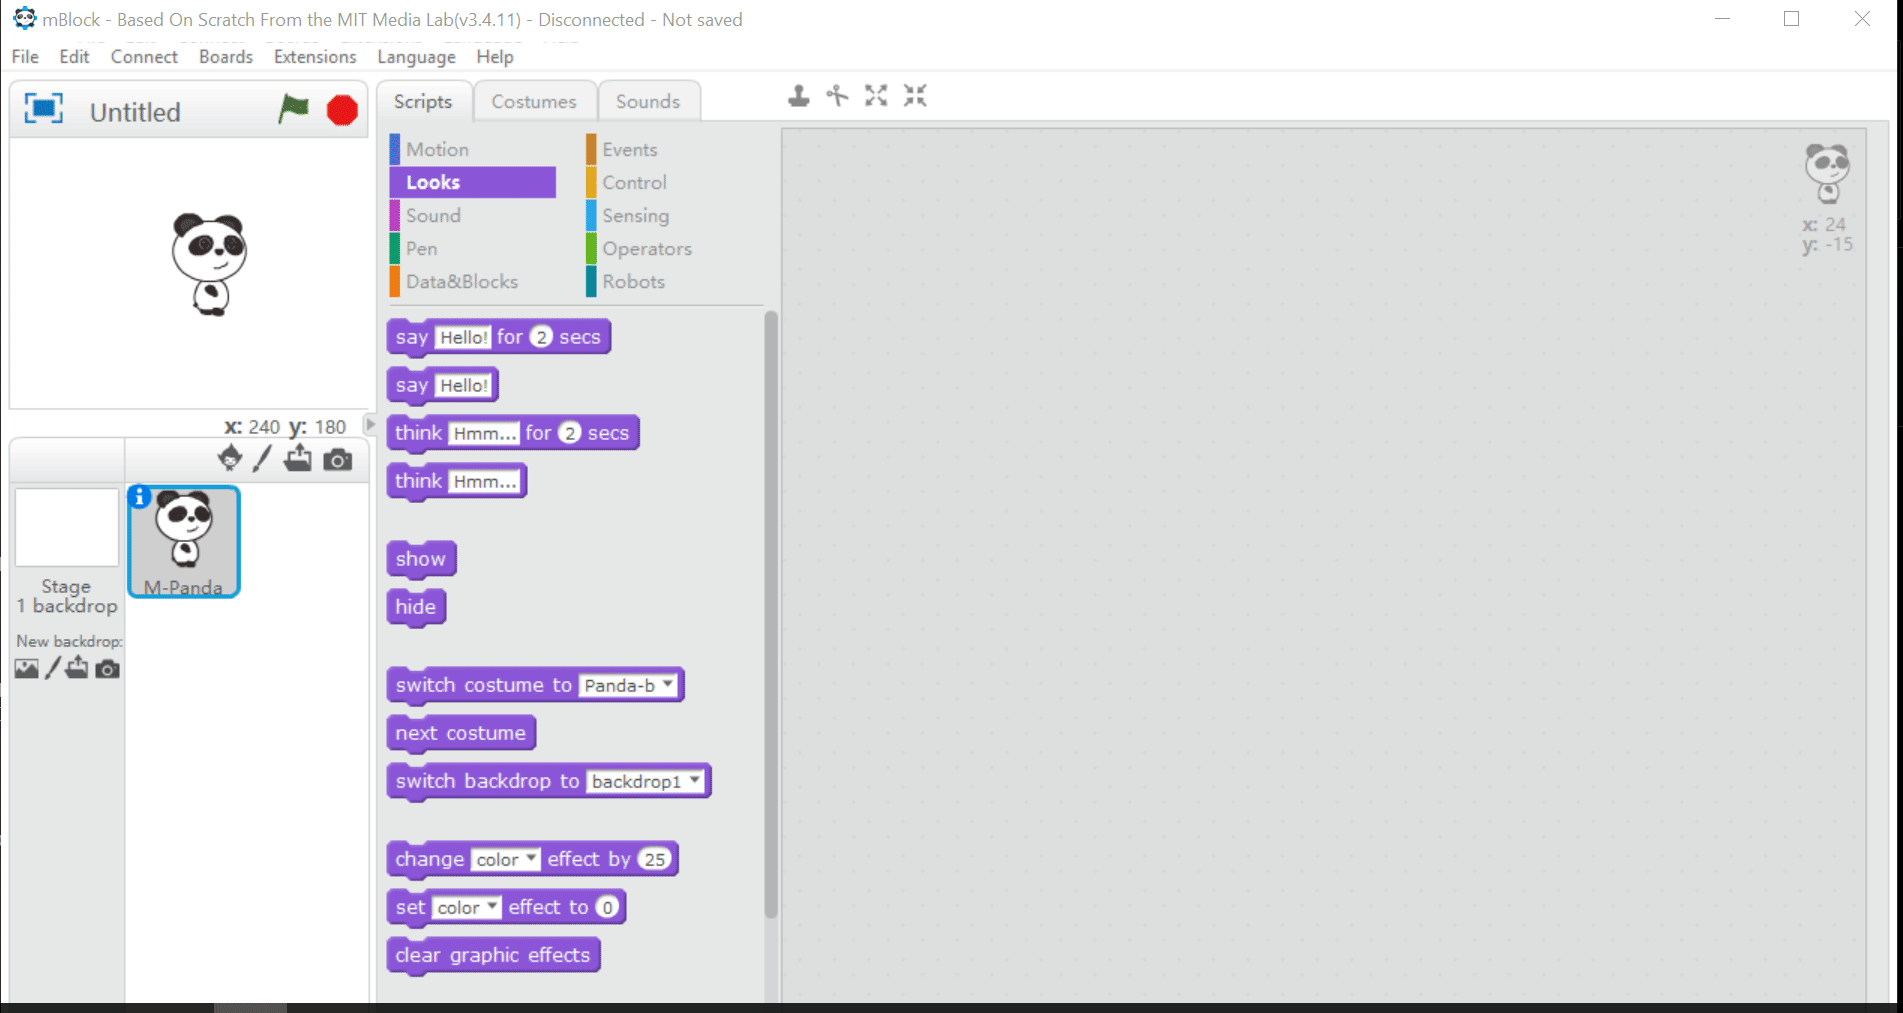 mBlock - Based On Scratch From the MIT Media Lab(v3.4.11) - Disconnected - Not saved
File Edit Connect Boards Extensions Language Help
Untitled
Scripts Costumes Sounds
Motion Events
Looks Control
Sound Sensing
Pen Operators
Data&Blocks Robots
x: 24
y: -15
say Hello! for 2 secs
say Hello!
think Hmm... for 2 secs
think Hmm...
show
hide
switch costume to Panda-b
next costume
switch backdrop to backdrop1
change color effect by 25
set color effect to 0
clear graphic effects
x: 240 y: 180
i
M-Panda
Stage
1 backdrop
New backdrop: